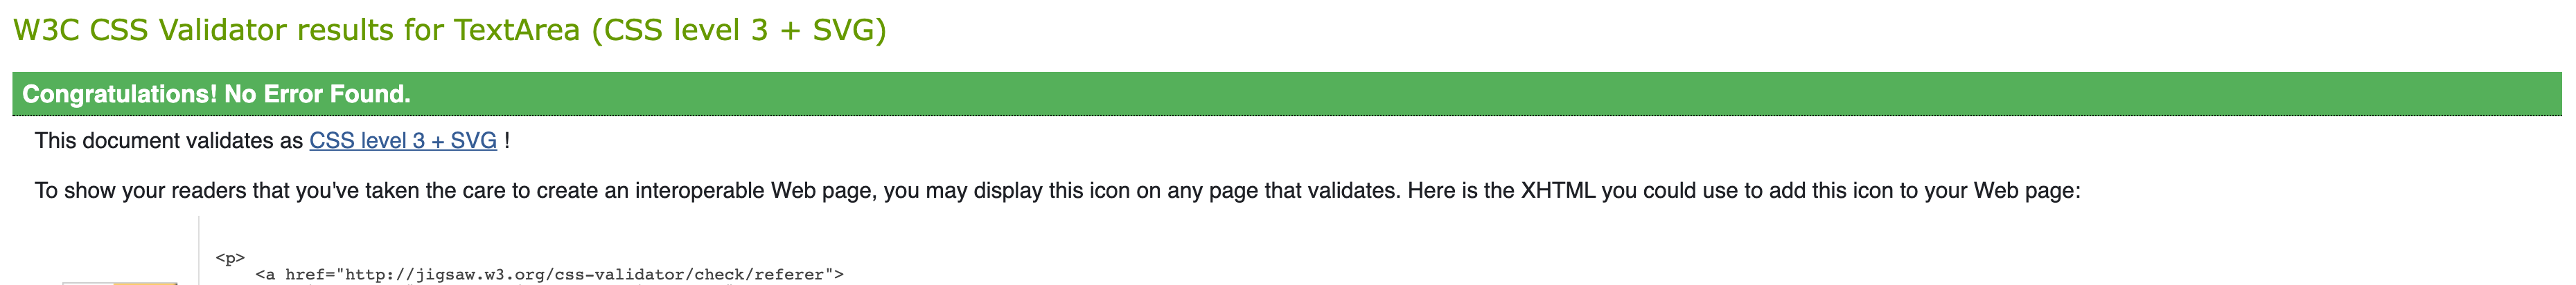 W3C CSS Validator results for TextArea (CSS level 3 + SVG)
Congratulations! No Error Found.
This document validates as CSS level 3 + SVG !
To show your readers that you've taken the care to create an interoperable Web page, you may display this icon on any page that validates. Here is the XHTML you could use to add this icon to your Web page:
<p>
<a href="http://jigsaw.w3.org/css-validator/check/referer">